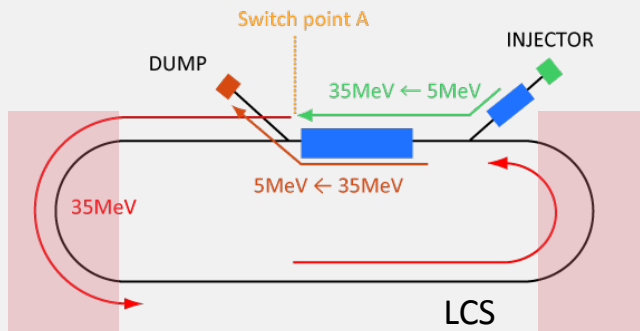 Switch point A
INJECTOR
DUMP
35MeV ← 5MeV
5MeV ← 35MeV
35MeV
LCS